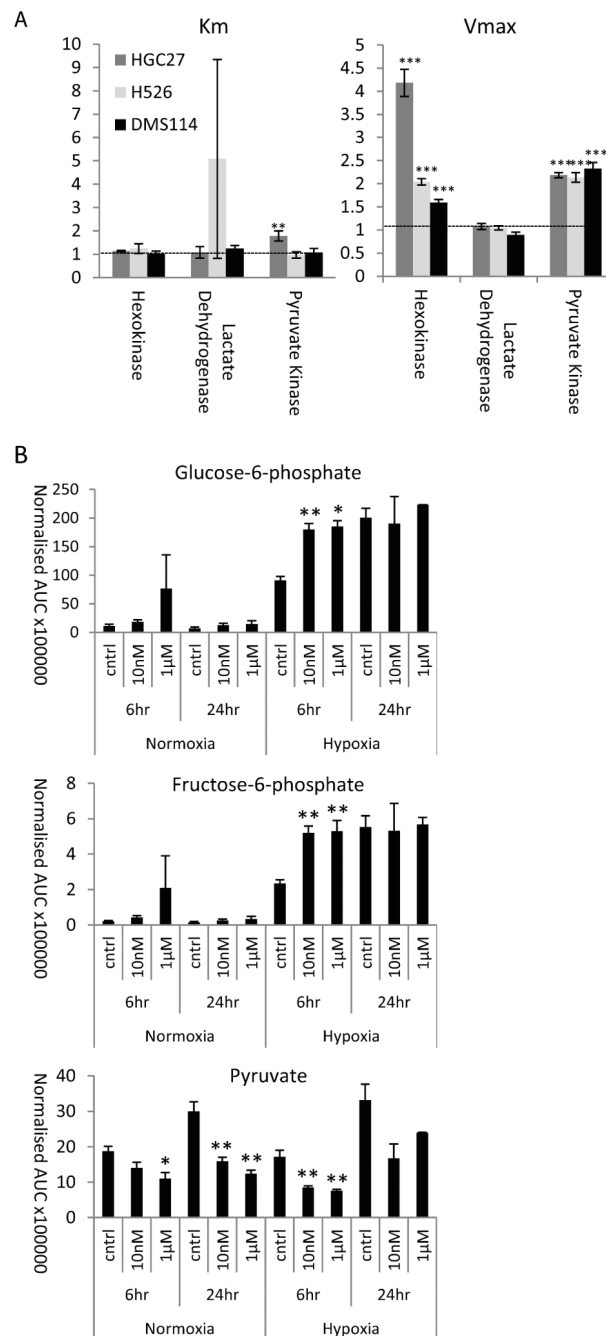 A
Km
Vmax
10
9
8
7
6
5
4
3
2
1
0
HGC27
H526
DMS114
**
Hexokinase
Lactate
Dehydrogenase
Pyruvate Kinase
5
4.5
4
3.5
3
2.5
2
1.5
1
0.5
0
***
***
***
***
***
***
Hexokinase
Lactate
Dehydrogenase
Pyruvate Kinase
B
Glucose-6-phosphate
Normalised AUC x100000
250
200
150
100
50
0
** *
cntrl 10nM 1µM cntrl 10nM 1µM cntrl 10nM 1µM cntrl 10nM 1µM
6hr 24hr 6hr 24hr
Normoxia Hypoxia
Fructose-6-phosphate
Normalised AUC x100000
8
6
4
2
0
** **
cntrl 10nM 1µM cntrl 10nM 1µM cntrl 10nM 1µM cntrl 10nM 1µM
6hr 24hr 6hr 24hr
Normoxia Hypoxia
Pyruvate
Normalised AUC x100000
40
30
20
10
0
* ** ** ** **
cntrl 10nM 1µM cntrl 10nM 1µM cntrl 10nM 1µM cntrl 10nM 1µM
6hr 24hr 6hr 24hr
Normoxia Hypoxia